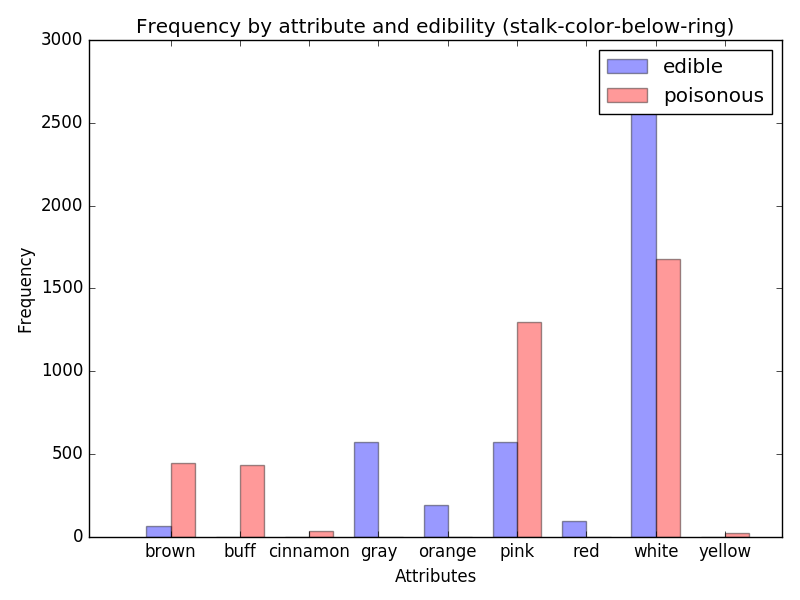 Frequency by attribute and edibility (stalk-color-below-ring)
edible
poisonous
3000
2500
2000
1500
1000
500
0
Frequency
brown buff cinnamon gray orange pink red white yellow
Attributes